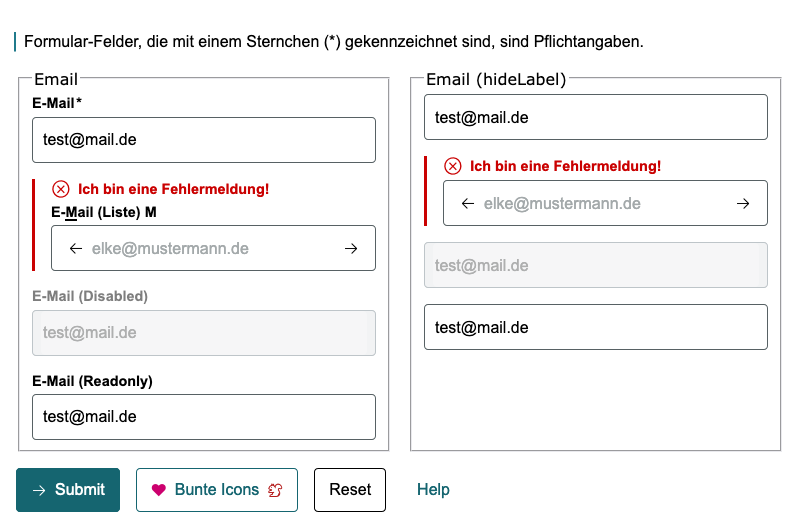 Formular-Felder, die mit einem Sternchen (*) gekennzeichnet sind, sind Pflichtangaben.
Email
E-Mail*
test@mail.de
Ich bin eine Fehlermeldung!
E-Mail (Liste) M
elke@mustermann.de
E-Mail (Disabled)
test@mail.de
E-Mail (Readonly)
test@mail.de
Email (hideLabel)
test@mail.de
Ich bin eine Fehlermeldung!
elke@mustermann.de
test@mail.de
test@mail.de
Submit
Bunte Icons
Reset
Help